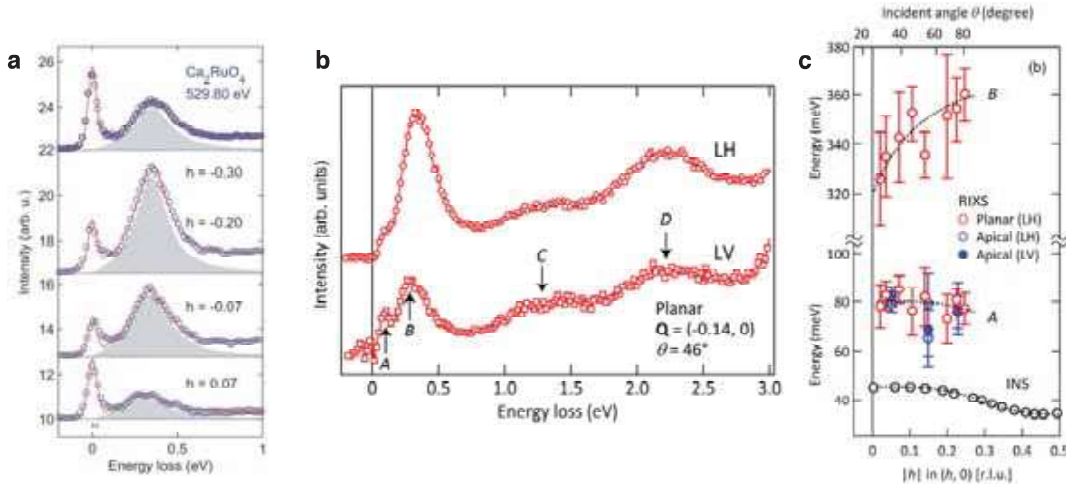 a
Ca2RuO4
529.80 eV
h = -0.30
h = -0.20
h = -0.07
h = 0.07
Intensity (arb. u.)
26
24
22
20
18
16
14
12
10
0
0.5
1
Energy loss (eV)
b
Intensity (arb. units)
LH
LV
A
B
C
D
Planar
Q = (-0.14, 0)
θ = 46°
0
0.5
1.0
1.5
2.0
2.5
3.0
Energy loss (eV)
c
Incident angle θ (degree)
20
40
60
80
(b)
Energy (meV)
380
360
340
320
B
RIXS
Planar (LH)
Apical (LH)
Apical (LV)
Energy (meV)
100
80
60
40
A
INS
0
0.1
0.2
0.3
0.4
0.5
|h| in (h, 0) [r.l.u.]